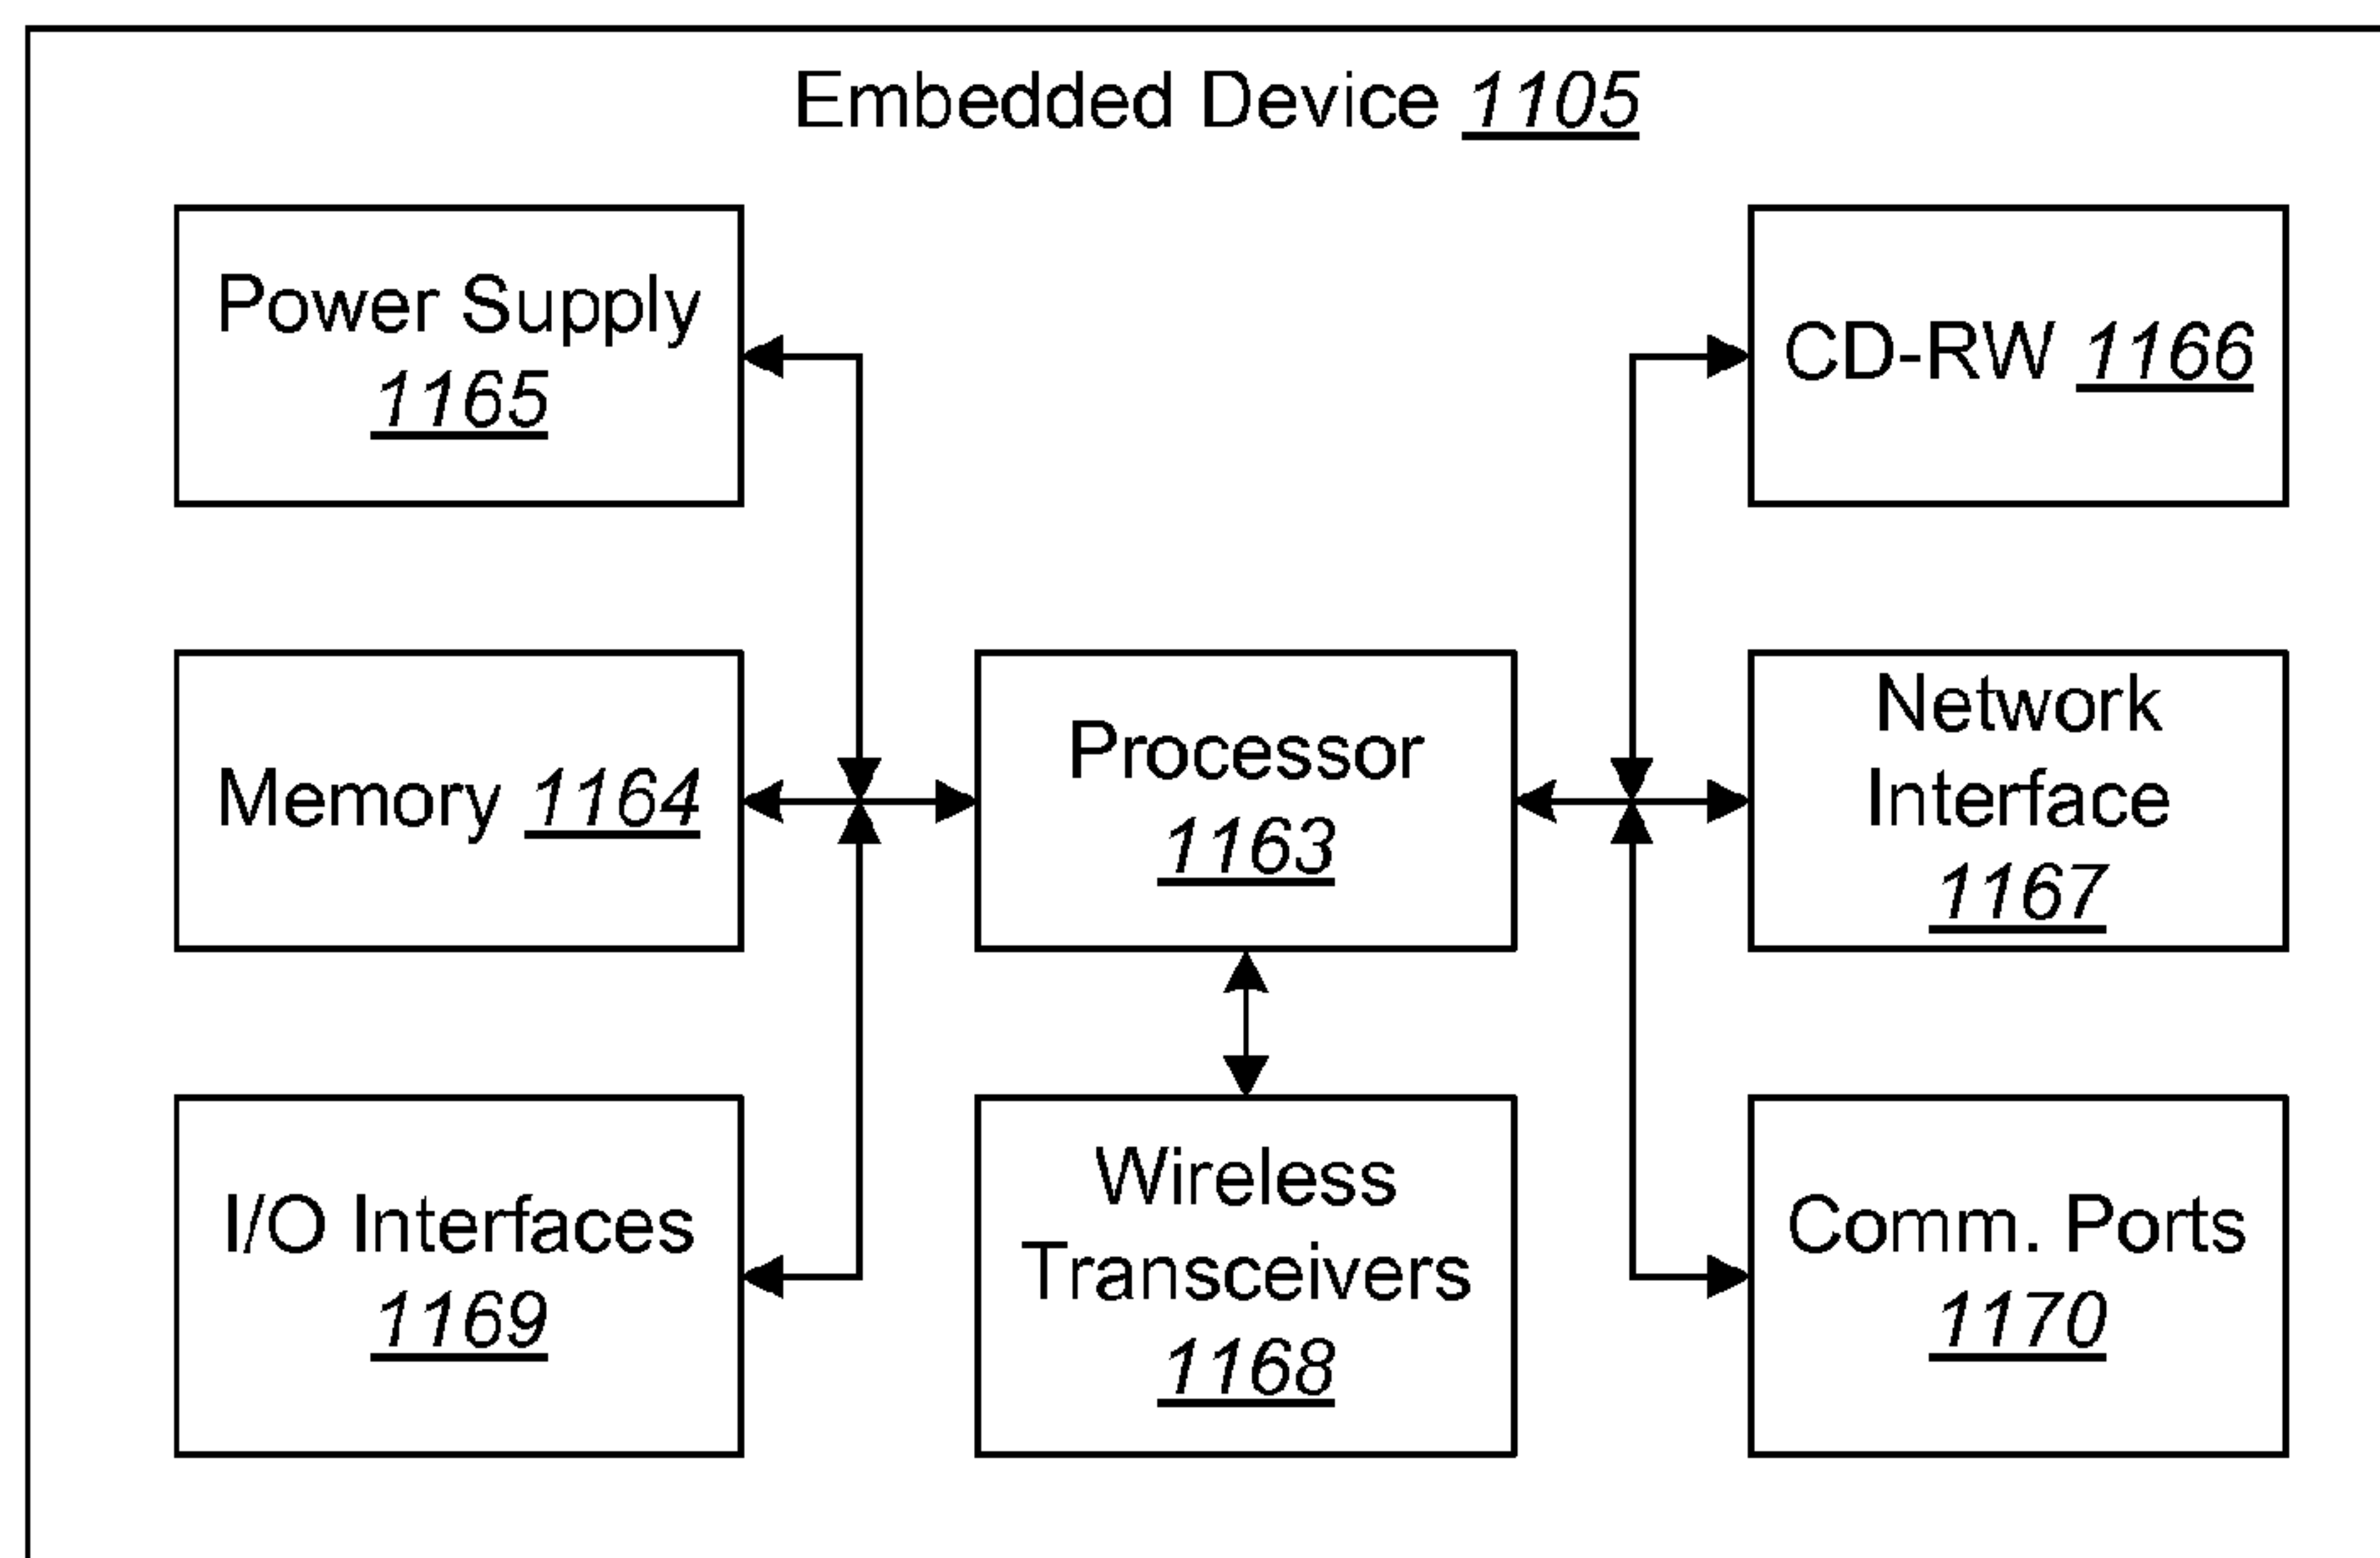 Embedded Device 1105
Power Supply
1165
CD-RW 1166
Memory 1164
Processor
1163
Network
Interface
1167
I/O Interfaces
1169
Wireless
Transceivers
1168
Comm. Ports
1170